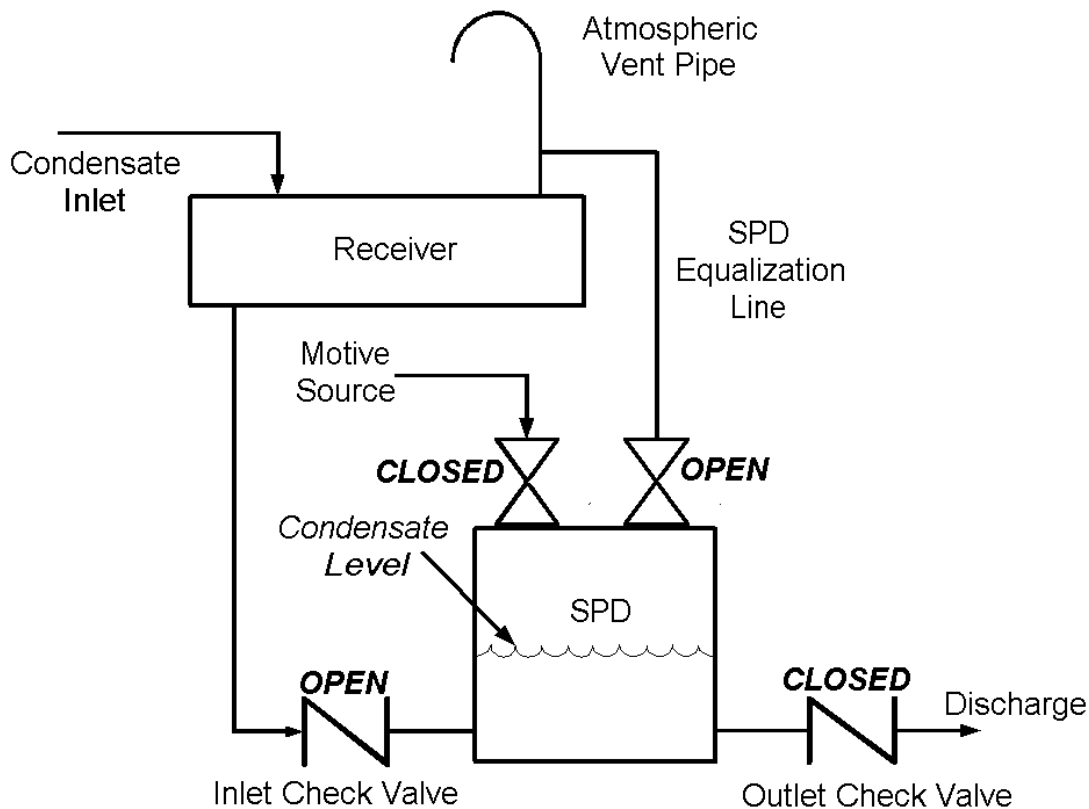 Atmospheric
Vent Pipe
Condensate
Inlet
Receiver
SPD
Equalization
Line
Motive
Source
CLOSED
OPEN
Condensate
Level
SPD
OPEN
CLOSED
Discharge
Inlet Check Valve
Outlet Check Valve